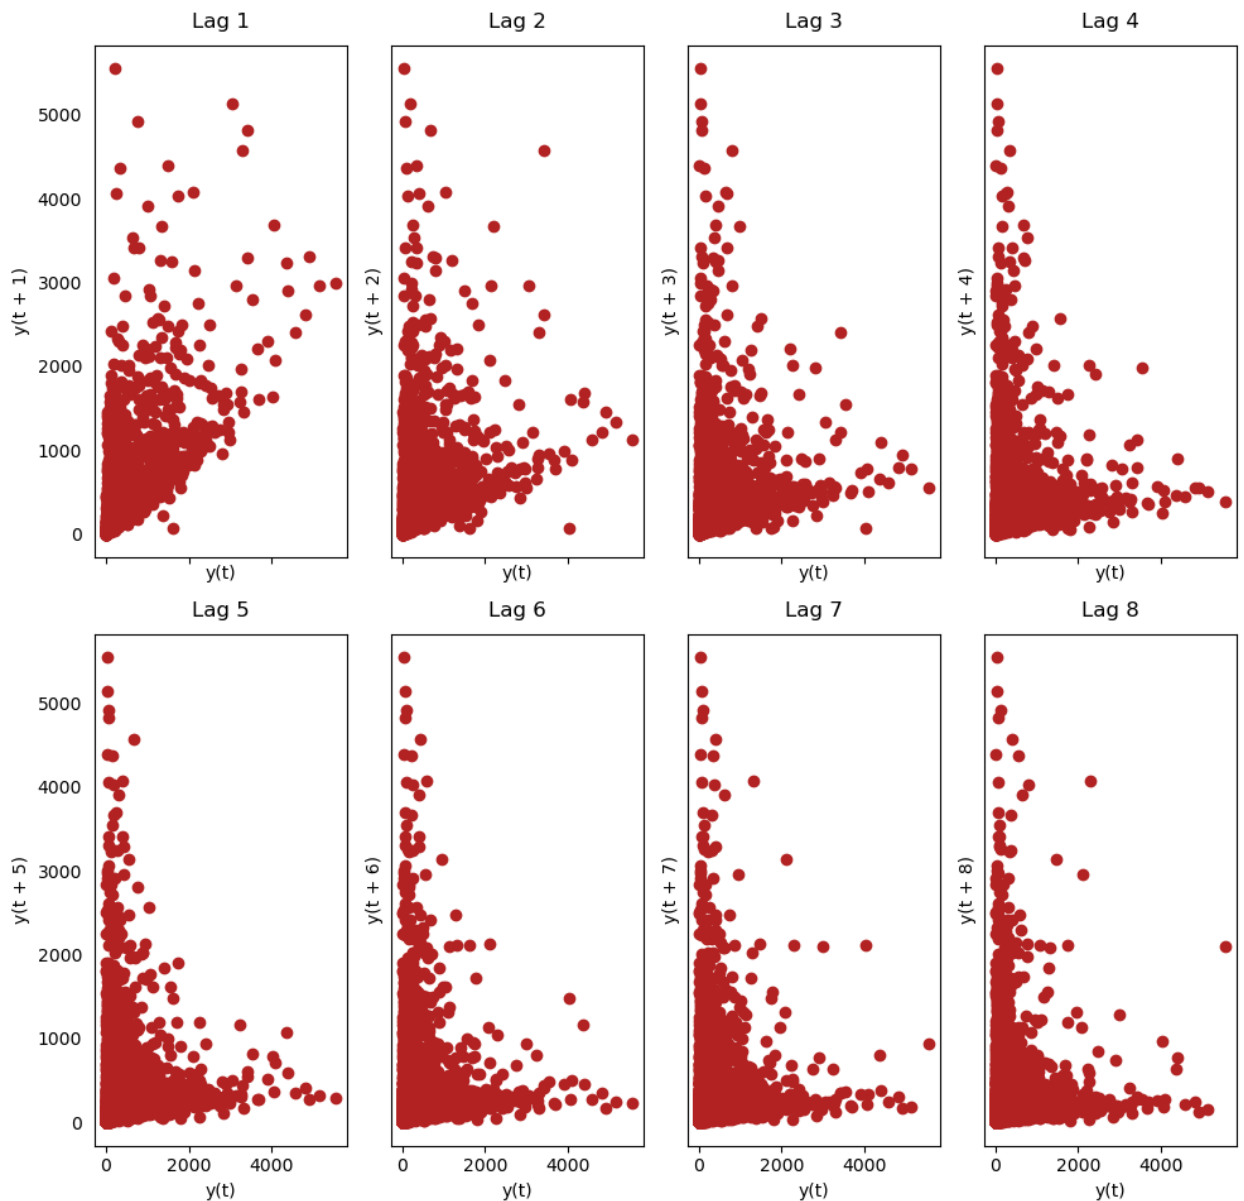 Lag 1
Lag 2
Lag 3
Lag 4
y(t + 1)
5000
4000
3000
2000
1000
0
y(t + 2)
y(t + 3)
y(t + 4)
y(t)
y(t)
y(t)
y(t)
Lag 5
Lag 6
Lag 7
Lag 8
y(t + 5)
5000
4000
3000
2000
1000
0
y(t + 6)
y(t + 7)
y(t + 8)
0 2000 4000
0 2000 4000
0 2000 4000
0 2000 4000
y(t)
y(t)
y(t)
y(t)